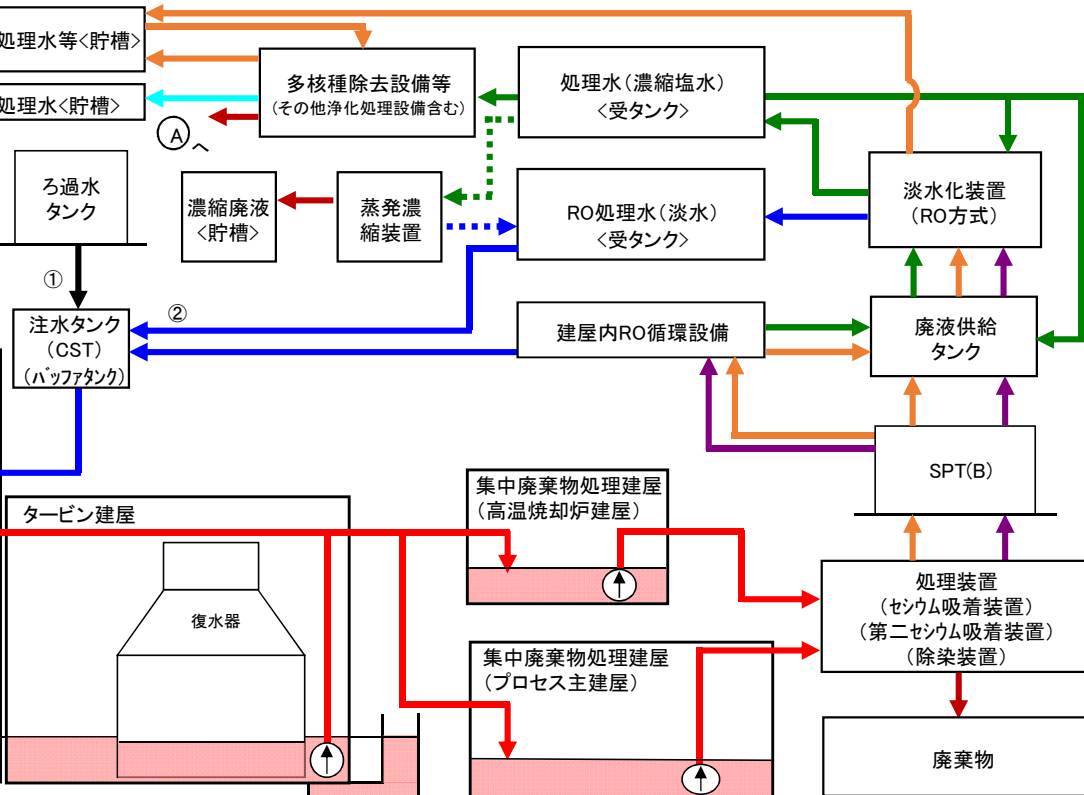 処理水等<貯槽>
処理水<貯槽>
多核種除去設備等
(その他浄化処理設備含む)
A へ
処理水(濃縮塩水)
<受タンク>
ろ過水
タンク
濃縮廃液
<貯槽>
蒸発濃
縮装置
RO処理水(淡水)
<受タンク>
淡水化装置
(RO方式)
①
②
注水タンク
(CST)
(バッファタンク)
建屋内RO循環設備
廃液供給
タンク
SPT(B)
タービン建屋
復水器
集中廃棄物処理建屋
(高温焼却炉建屋)
集中廃棄物処理建屋
(プロセス主建屋)
処理装置
(セシウム吸着装置)
(第二セシウム吸着装置)
(除染装置)
廃棄物